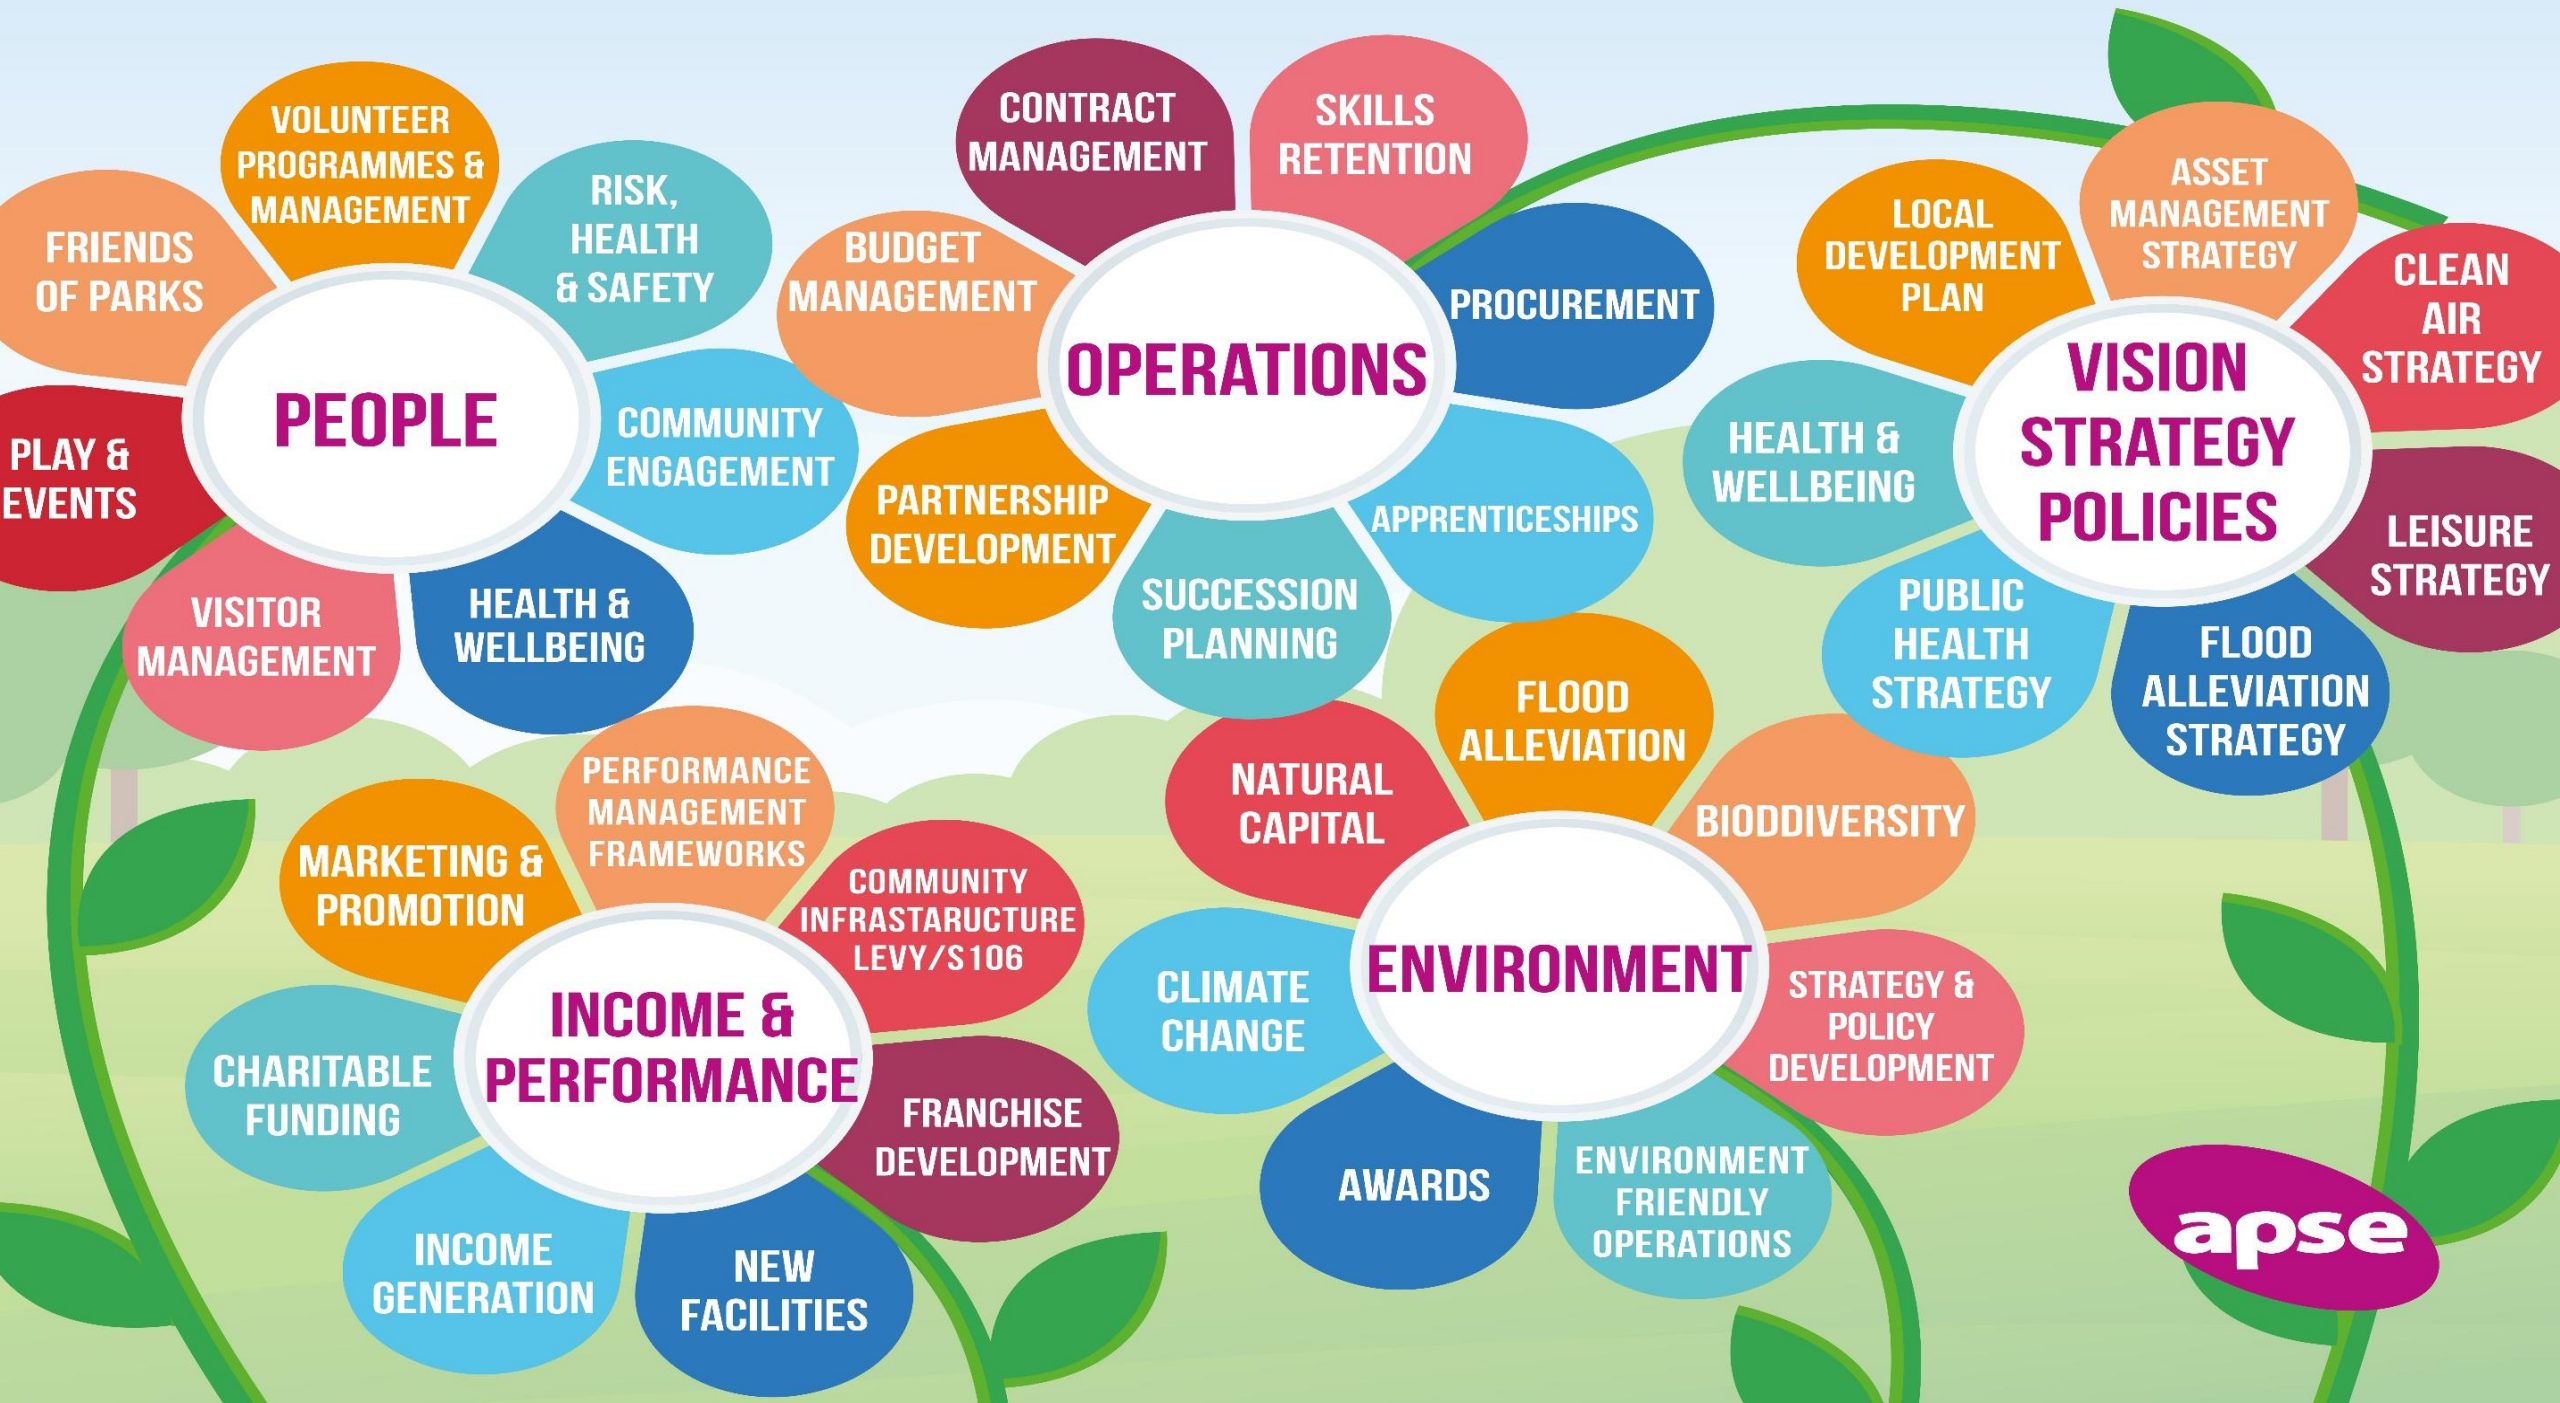 PEOPLE
VOLUNTEER
PROGRAMMES &
MANAGEMENT
RISK,
HEALTH
& SAFETY
COMMUNITY
ENGAGEMENT
HEALTH &
WELLBEING
VISITOR
MANAGEMENT
PLAY &
EVENTS
FRIENDS
OF PARKS
OPERATIONS
CONTRACT
MANAGEMENT
SKILLS
RETENTION
PROCUREMENT
APPRENTICESHIPS
SUCCESSION
PLANNING
PARTNERSHIP
DEVELOPMENT
BUDGET
MANAGEMENT
VISION
STRATEGY
POLICIES
LOCAL
DEVELOPMENT
PLAN
ASSET
MANAGEMENT
STRATEGY
CLEAN
AIR
STRATEGY
LEISURE
STRATEGY
FLOOD
ALLEVIATION
STRATEGY
PUBLIC
HEALTH
STRATEGY
HEALTH &
WELLBEING
INCOME &
PERFORMANCE
MARKETING &
PROMOTION
PERFORMANCE
MANAGEMENT
FRAMEWORKS
COMMUNITY
INFRASTARUCTURE
LEVY/S106
FRANCHISE
DEVELOPMENT
NEW
FACILITIES
INCOME
GENERATION
CHARITABLE
FUNDING
ENVIRONMENT
NATURAL
CAPITAL
FLOOD
ALLEVIATION
BIODDIVERSITY
STRATEGY &
POLICY
DEVELOPMENT
ENVIRONMENT
FRIENDLY
OPERATIONS
AWARDS
CLIMATE
CHANGE
apse